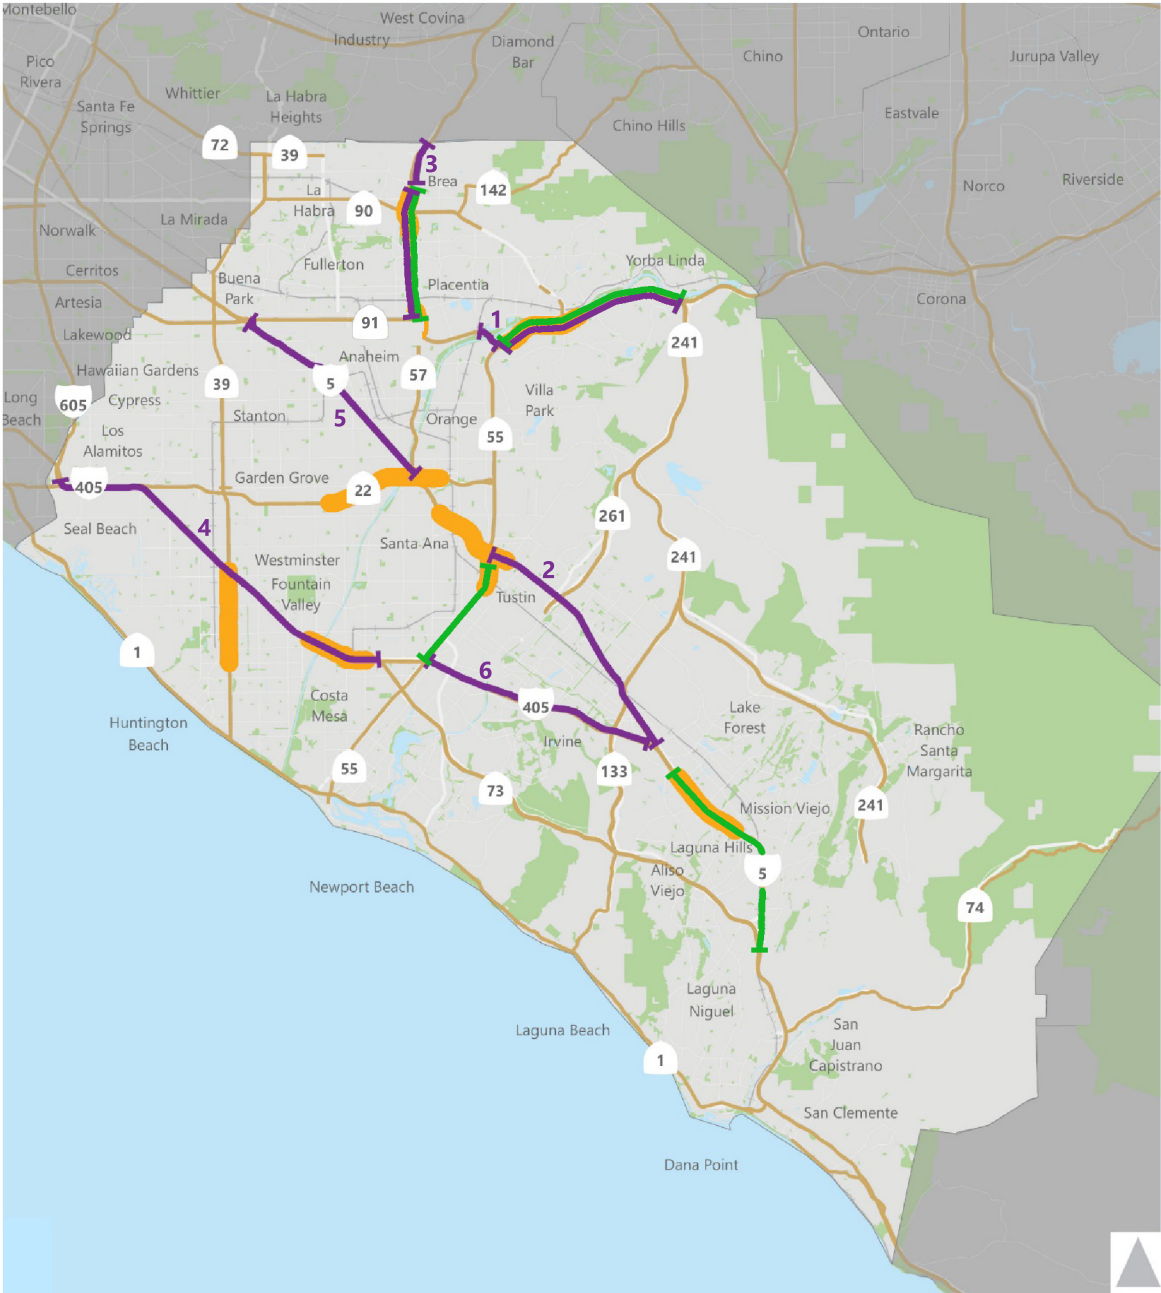 Montebello
West Covina
Industry
Diamond
Bar
Chino
Ontario
Jurupa Valley
Pico
Rivera
Whittier
La Habra
Heights
Santa Fe
Springs
Chino Hills
Eastvale
72
39
3
Brea
142
Norco
Riverside
La
Habra
90
La Mirada
Norwalk
Fullerton
Yorba Linda
Cerritos
Buena
Park
Placentia
Artesia
Corona
1
91
Lakewood
241
Anaheim
Hawaiian Gardens
39
5
57
Villa
Park
Long
Beach
605
Cypress
Stanton
5
Orange
55
Los
Alamitos
Garden Grove
405
22
261
Seal Beach
4
Santa Ana
241
Westminster
2
Fountain
Valley
Tustin
1
6
Costa
Mesa
405
Lake
Forest
Huntington
Beach
Irvine
Rancho
Santa
Margarita
55
133
73
Mission Viejo
241
Laguna Hills
Aliso
Viejo
5
Newport Beach
74
Laguna
Niguel
Laguna Beach
San
Juan
Capistrano
1
San Clemente
Dana Point